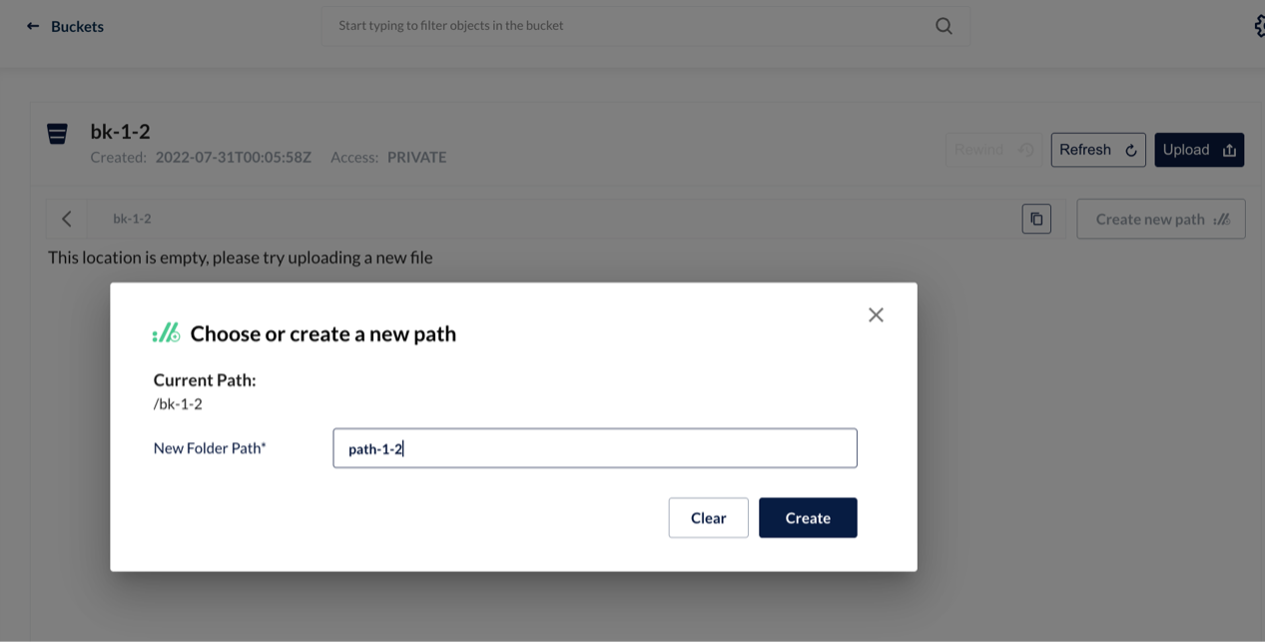 Buckets
Start typing to filter objects in the bucket
bk-1-2
Created: 2022-07-31T00:05:58Z Access: PRIVATE
Rewind
Refresh
Upload
bk-1-2
Create new path
This location is empty, please try uploading a new file
Choose or create a new path
Current Path:
/bk-1-2
New Folder Path*
path-1-2
Clear
Create